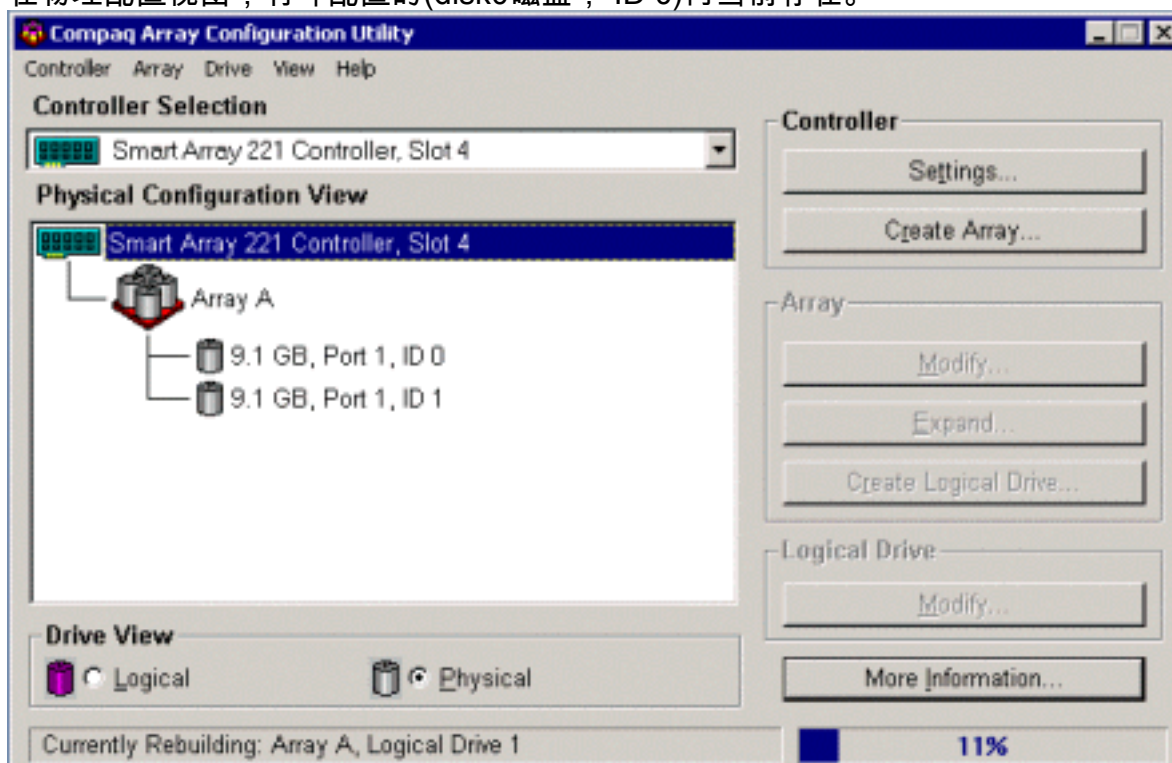 Compaq Array Configuration Utility
Controller Array Drive View Help
Controller Selection
Smart Array 221 Controller, Slot 4
Physical Configuration View
Smart Array 221 Controller, Slot 4
Array A
9.1 GB, Port 1, ID 0
9.1 GB, Port 1, ID 1
Drive View
Logical
Physical
Currently Rebuilding: Array A, Logical Drive 1
Controller
Settings...
Create Array...
Array
Modify...
Expand...
Create Logical Drive...
Logical Drive
Modify...
More Information...
11%